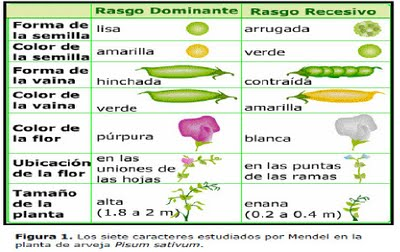 Rasgo Dominante Rasgo Recesivo
Forma de la semilla lisa arrugada
Color de la semilla amarilla verde
Forma de la vaina hinchada contraída
Color de la vaina verde amarilla
Color de la flor púrpura blanca
Ubicación de la flor en las uniones de las hojas en las puntas de las ramas
Tamaño de la planta alta (1.8 a 2 m) enana (0.2 a 0.4 m)
Figura 1. Los siete caracteres estudiados por Mendel en la
planta de arveja Pisum sativum.